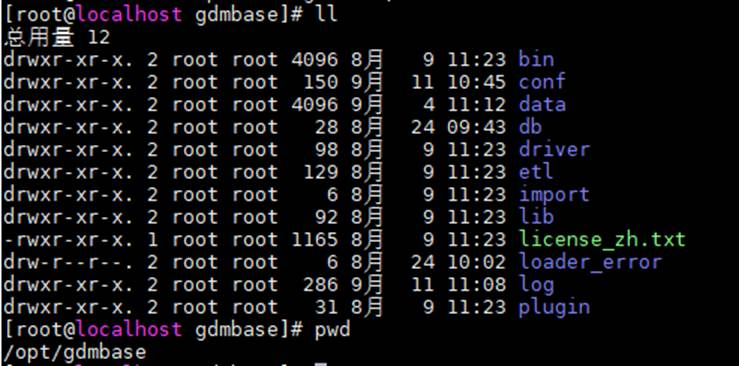 [root@localhost gdmbase]# ll
总用量 12
drwxr-xr-x. 2 root root 4096 8月   9 11:23 bin
drwxr-xr-x. 2 root root  150 9月  11 10:45 conf
drwxr-xr-x. 2 root root 4096 9月   4 11:12 data
drwxr-xr-x. 2 root root   28 8月  24 09:43 db
drwxr-xr-x. 2 root root   98 8月   9 11:23 driver
drwxr-xr-x. 2 root root  129 8月   9 11:23 etl
drwxr-xr-x. 2 root root    6 8月   9 11:23 import
drwxr-xr-x. 2 root root   92 8月   9 11:23 lib
-rwxr-xr-x. 1 root root 1165 8月   9 11:23 license_zh.txt
drw-r--r--. 2 root root    6 8月  24 10:02 loader_error
drwxr-xr-x. 2 root root  286 9月  11 11:08 log
drwxr-xr-x. 2 root root   31 8月   9 11:23 plugin
[root@localhost gdmbase]# pwd
/opt/gdmbase